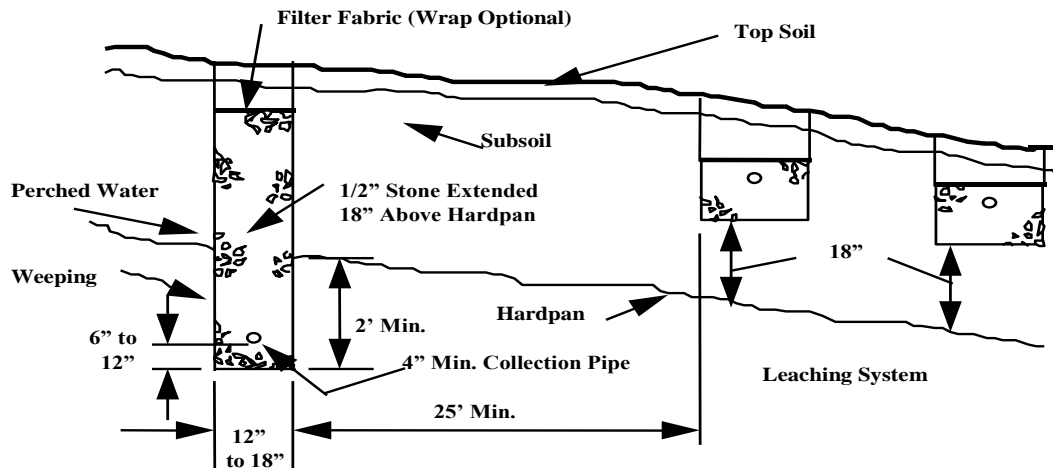 Filter Fabric (Wrap Optional)
Top Soil
Subsoil
Perched Water
1/2” Stone Extended
18” Above Hardpan
Weeping
18”
Hardpan
6” to
12”
2’ Min.
4” Min. Collection Pipe
Leaching System
25’ Min.
12”
to 18”